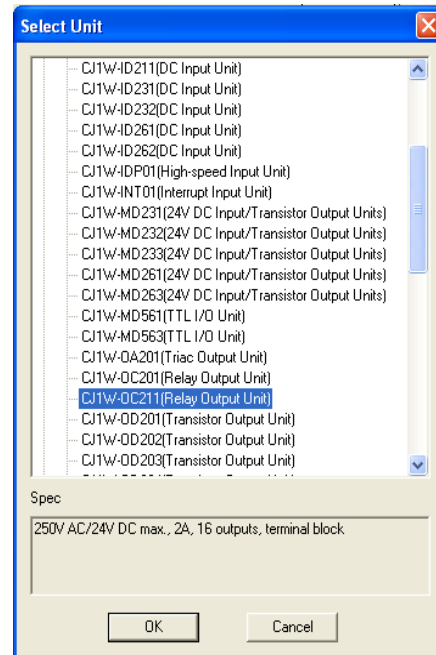 Select Unit
CJ1W-ID211(DC Input Unit)
CJ1W-ID231(DC Input Unit)
CJ1W-ID232(DC Input Unit)
CJ1W-ID261(DC Input Unit)
CJ1W-ID262(DC Input Unit)
CJ1W-IDP01(High-speed Input Unit)
CJ1W-INT01(Interrupt Input Unit)
CJ1W-MD231(24V DC Input/Transistor Output Units)
CJ1W-MD232(24V DC Input/Transistor Output Units)
CJ1W-MD233(24V DC Input/Transistor Output Units)
CJ1W-MD261(24V DC Input/Transistor Output Units)
CJ1W-MD263(24V DC Input/Transistor Output Units)
CJ1W-MD561(TTL I/O Unit)
CJ1W-MD563(TTL I/O Unit)
CJ1W-OA201(Triac Output Unit)
CJ1W-OC201(Relay Output Unit)
CJ1W-OC211(Relay Output Unit)
CJ1W-OD201(Transistor Output Unit)
CJ1W-OD202(Transistor Output Unit)
CJ1W-OD203(Transistor Output Unit)
Spec
250V AC/24V DC max., 2A, 16 outputs, terminal block
OK
Cancel